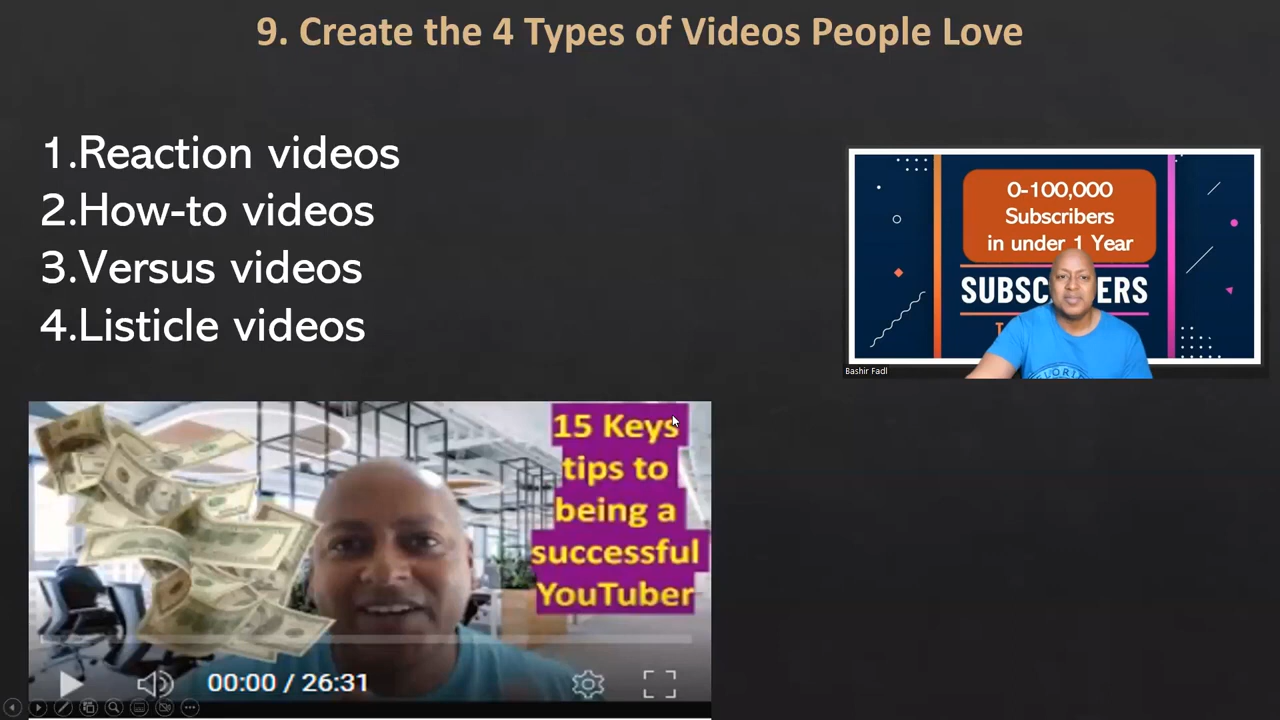 9. Create the 4 Types of Videos People Love
1.Reaction videos
2.How-to videos
3.Versus videos
4.Listicle videos
0-100,000
Subscribers
in under 1 Year
Bashir Fadl
15 Keys
tips to
being a
successful
YouTuber
00:00 / 26:31